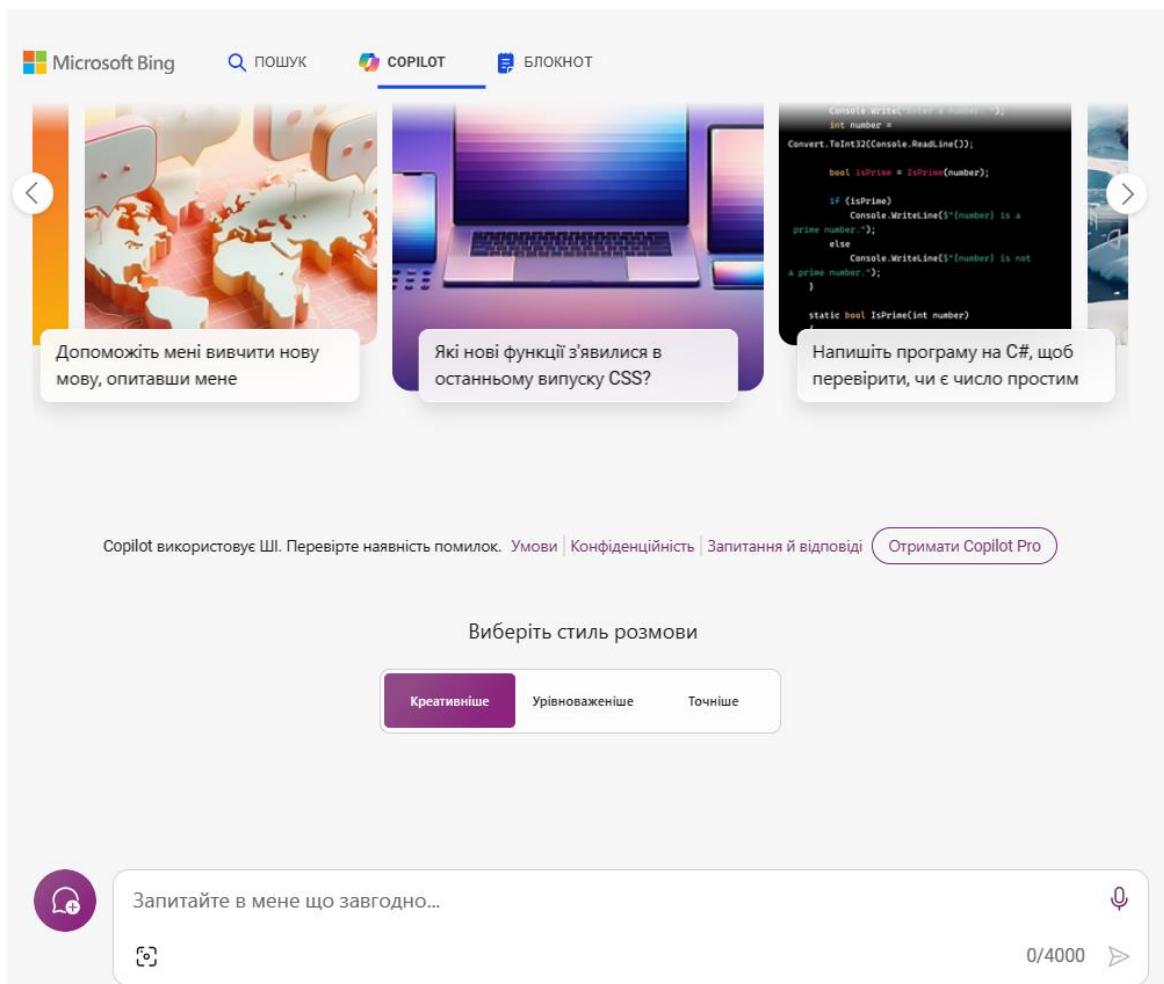 Microsoft Bing ПОШУК COPILOT БЛОКНОТ
Console.Write("Enter a number: ");
int number =
Convert.ToInt32(Console.ReadLine());
bool isPrime = IsPrime(number);
if (isPrime)
Console.WriteLine($"{number} is a
prime number.");
else
Console.WriteLine($"{number} is not
a prime number.");
}
static bool IsPrime(int number)
{
Допоможіть мені вивчити нову
мову, опитавши мене
Які нові функції з'явилися в
останньому випуску CSS?
Напишіть програму на C#, щоб
перевірити, чи є число простим
Copilot використовує ШІ. Перевірте наявність помилок. Умови Конфіденційність Запитання й відповіді Отримати Copilot Pro
Виберіть стиль розмови
Креативніше Урівноваженіше Точніше
Запитайте в мене що завгодно...
0/4000